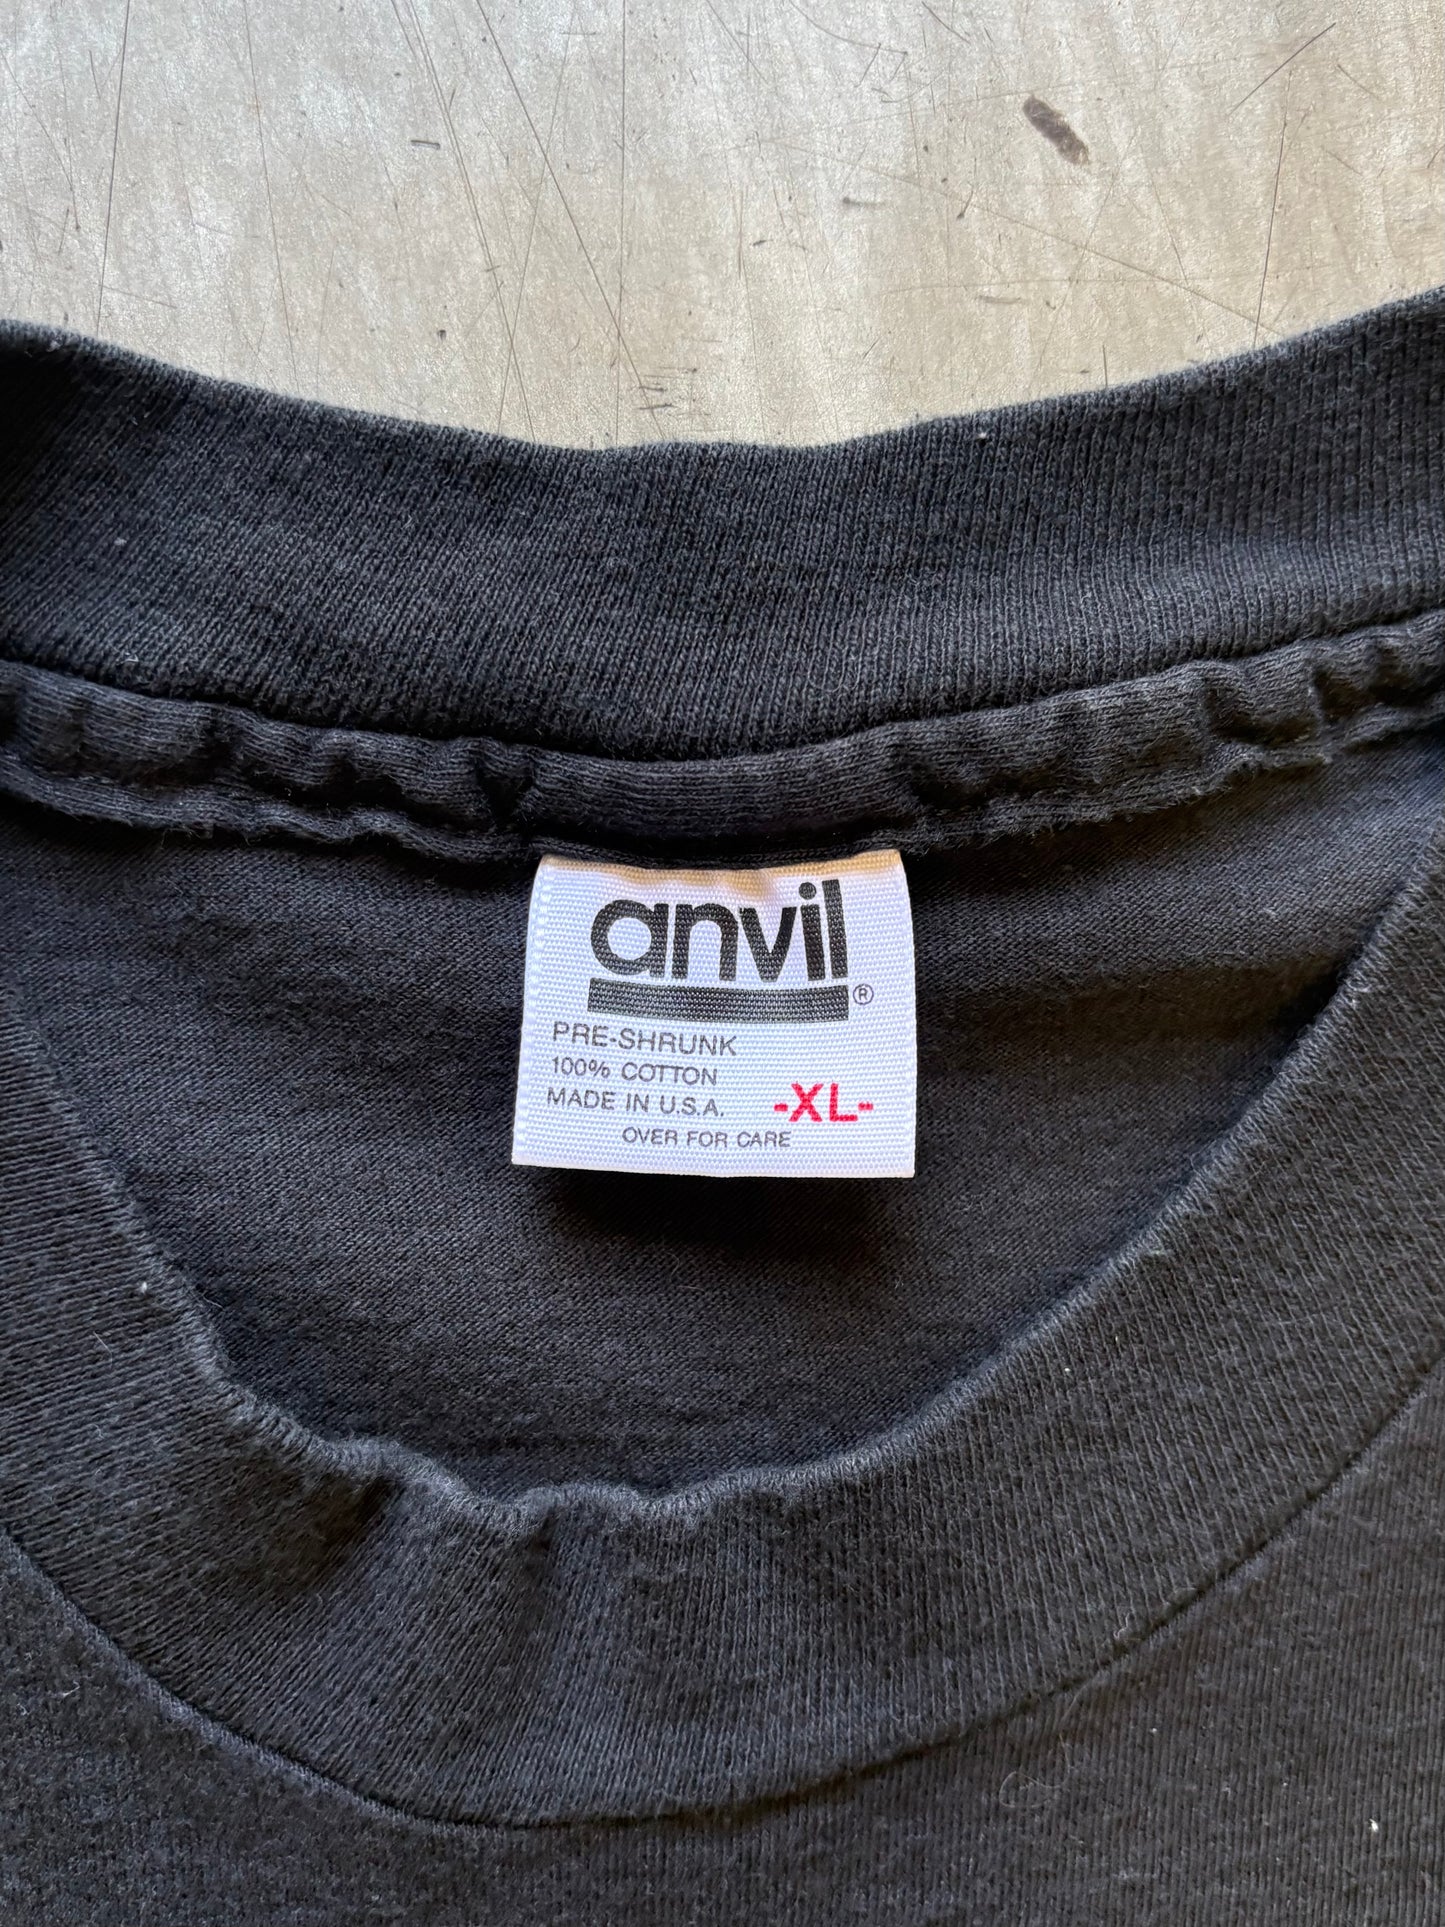 anvil®
PRE-SHRUNK
100% COTTON
MADE IN U.S.A. -XL-
OVER FOR CARE